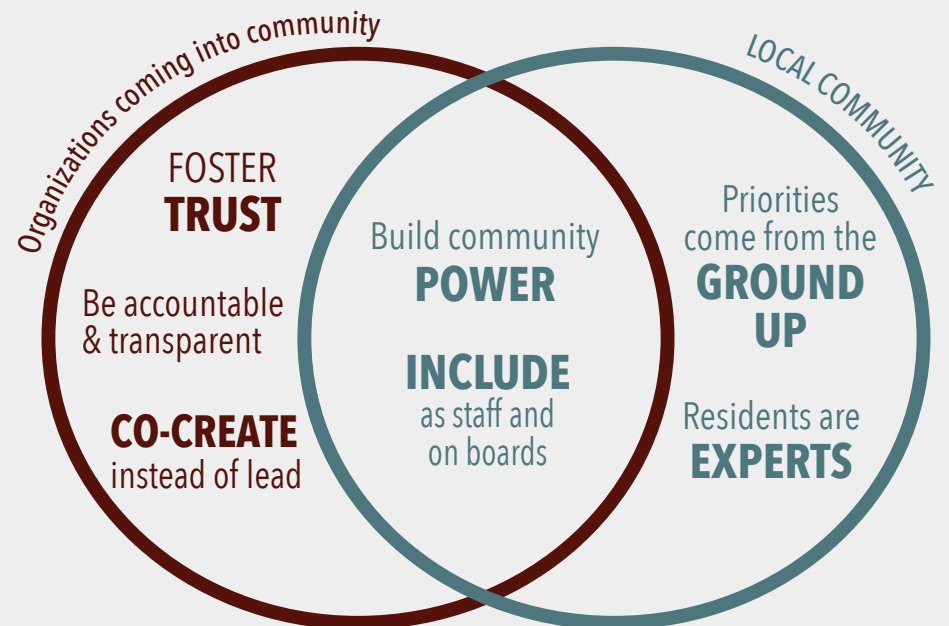 Organizations coming into community
FOSTER
TRUST
Be accountable
& transparent
CO-CREATE
instead of lead
Build community
POWER
INCLUDE
as staff and
on boards
LOCAL COMMUNITY
Priorities
come from the
GROUND
UP
Residents are
EXPERTS